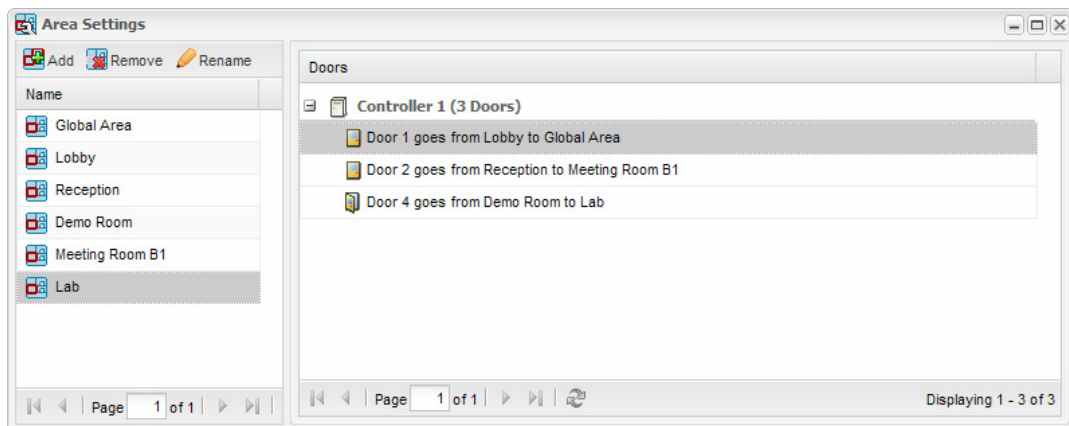 Area Settings
Add Remove Rename
Name
Global Area
Lobby
Reception
Demo Room
Meeting Room B1
Lab
Page 1 of 1
Doors
Controller 1 (3 Doors)
Door 1 goes from Lobby to Global Area
Door 2 goes from Reception to Meeting Room B1
Door 4 goes from Demo Room to Lab
Page 1 of 1 Displaying 1 - 3 of 3